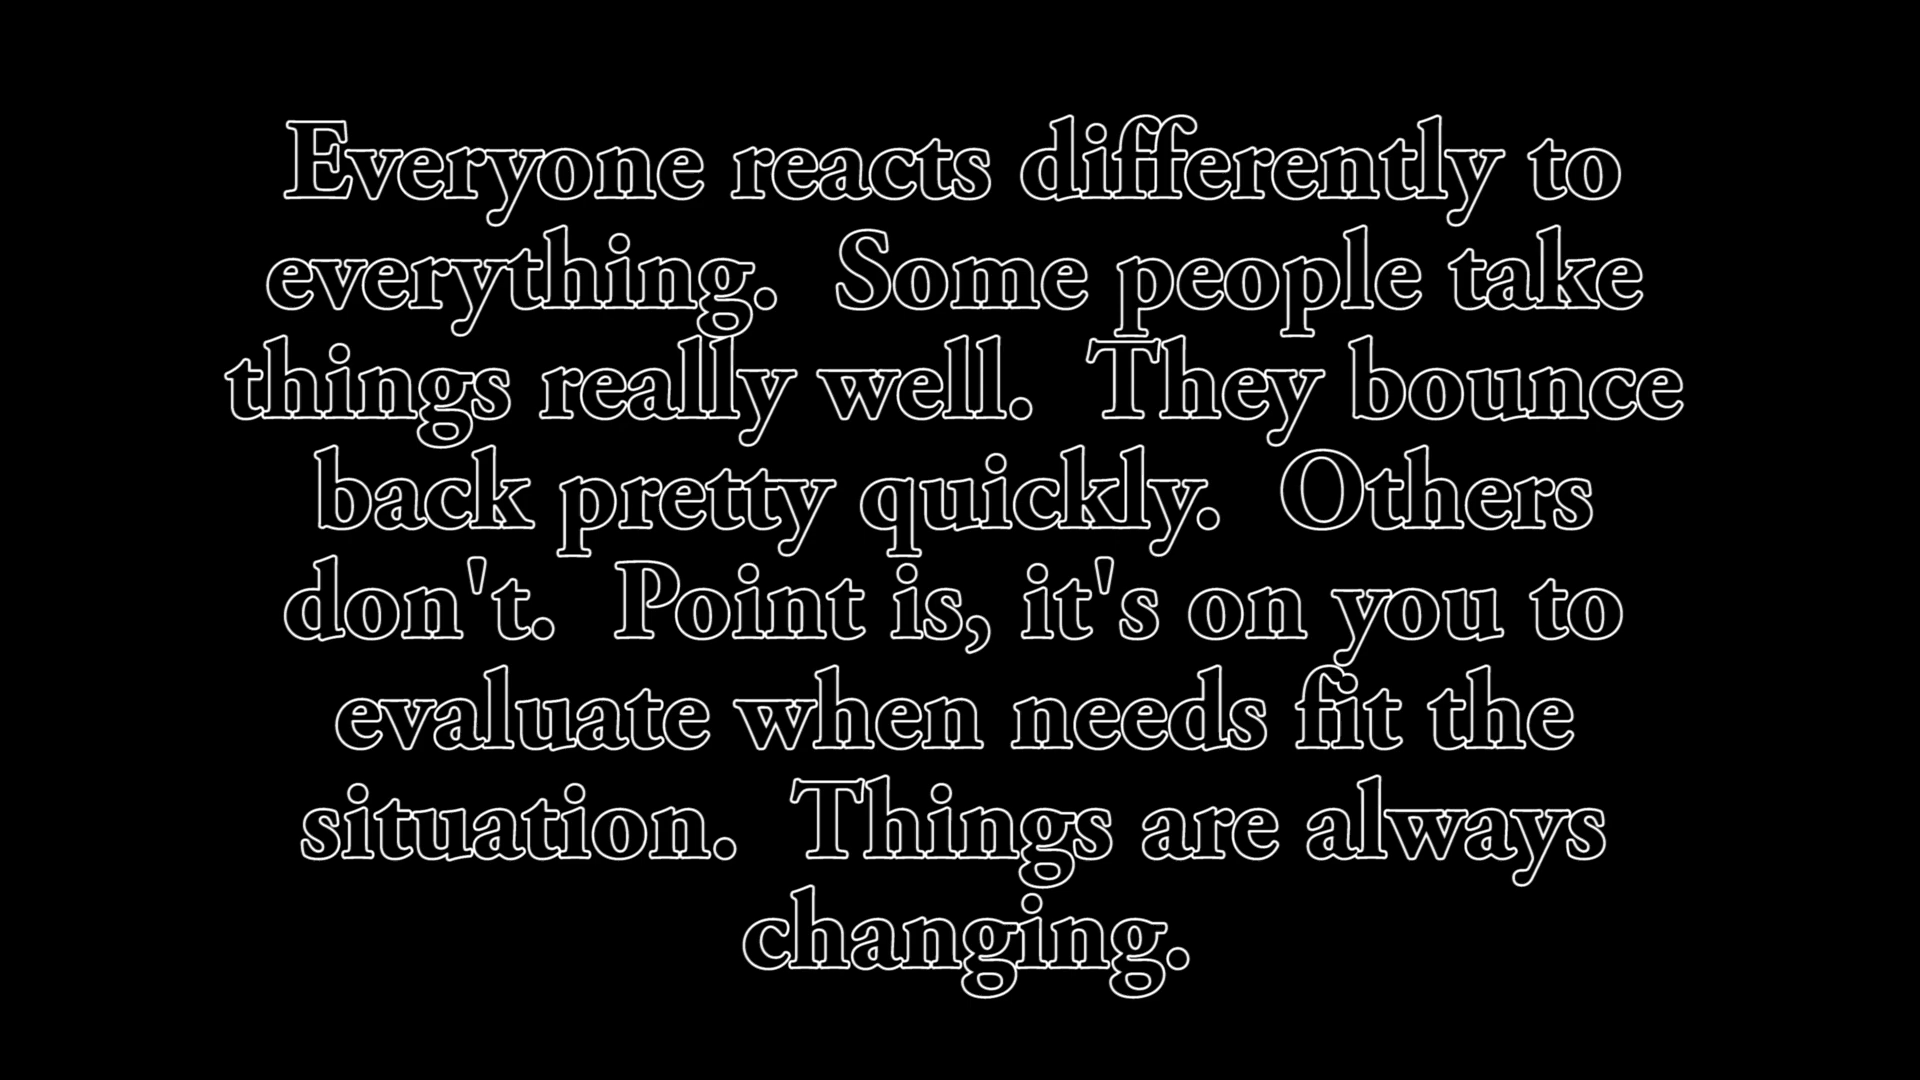 Everyone reacts differently to
everything.  Some people take
things really well.  They bounce
back pretty quickly.  Others
don't.  Point is, it's on you to
evaluate when needs fit the
situation.  Things are always
changing.